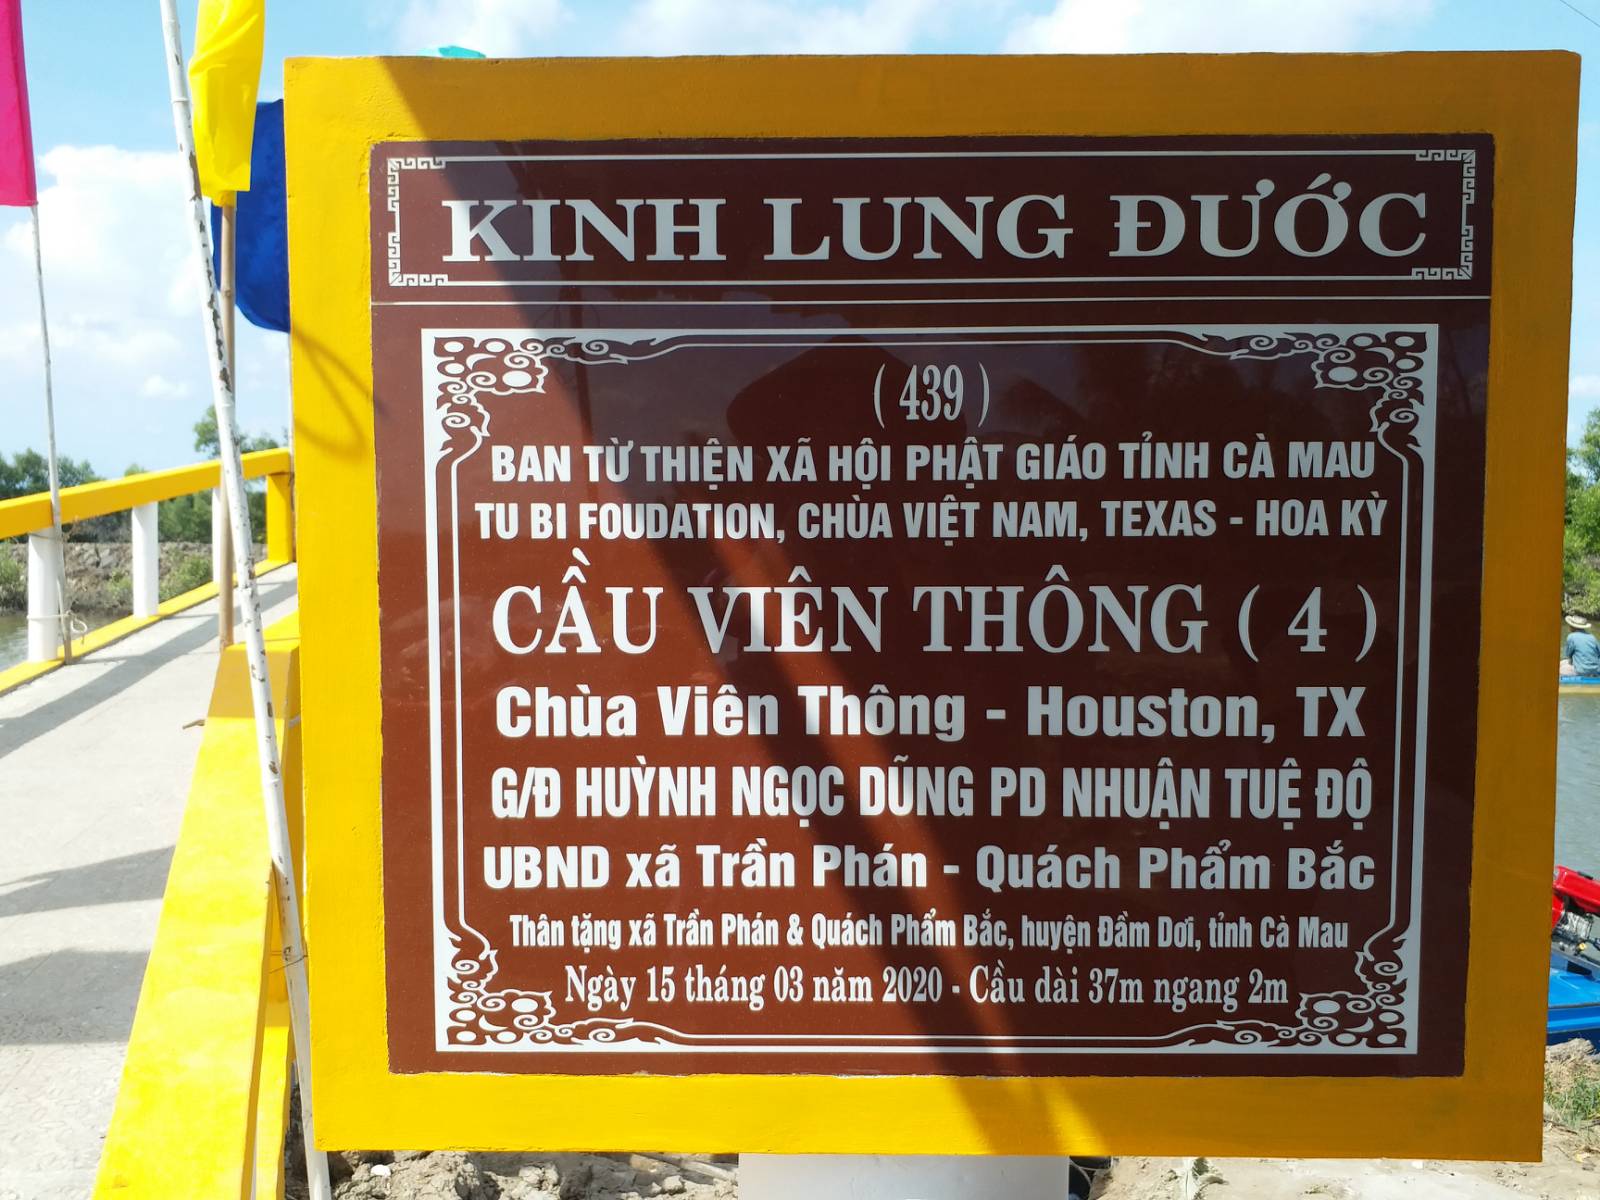 KINH LUNG ĐƯỚC
( 439 )
BAN TỪ THIỆN XÃ HỘI PHẬT GIÁO TỈNH CÀ MAU
TU BI FOUDATION, CHÙA VIỆT NAM, TEXAS - HOA KỲ
CẦU VIÊN THÔNG ( 4 )
Chùa Viên Thông - Houston, TX
G/Đ HUỲNH NGỌC DŨNG PD NHUẬN TUỆ ĐỘ
UBND xã Trần Phán - Quách Phẩm Bắc
Thân tặng xã Trần Phán & Quách Phẩm Bắc, huyện Đầm Dơi, tỉnh Cà Mau
Ngày 15 tháng 03 năm 2020 - Cầu dài 37m ngang 2m